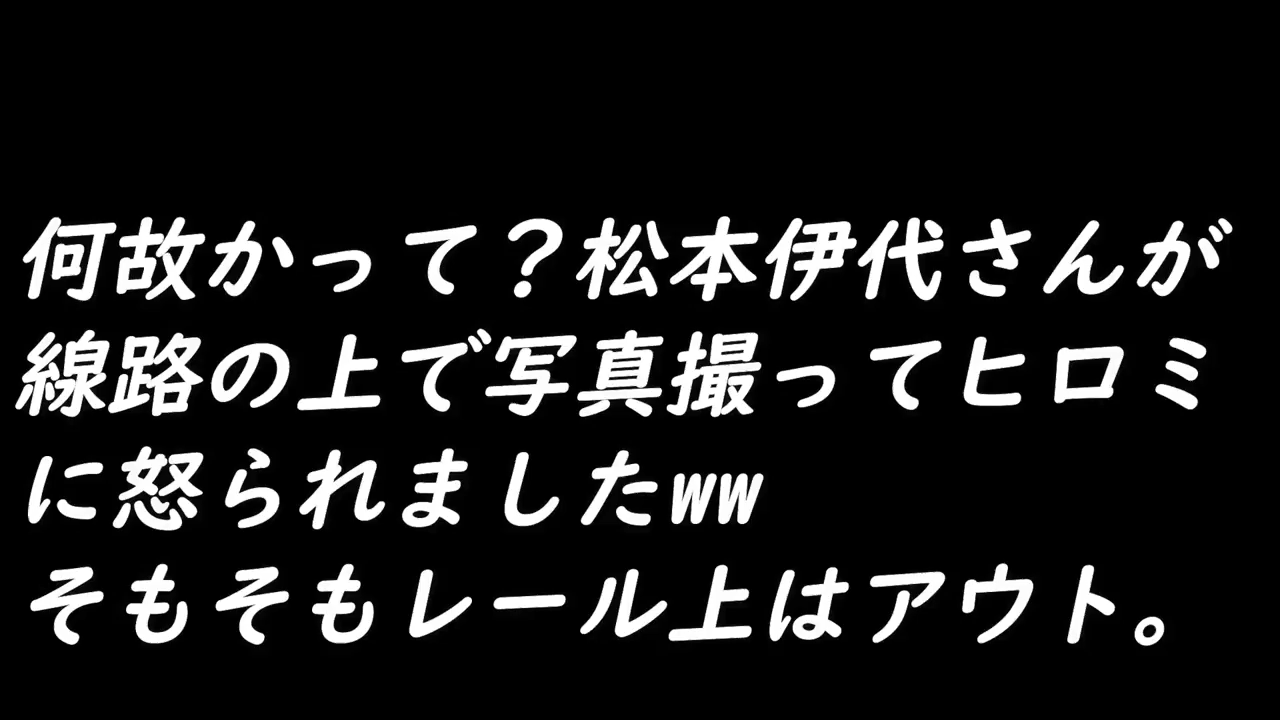 何故かって？松本伊代さんが
線路の上で写真撮ってヒロミ
に怒られましたww
そもそもレール上はアウト。